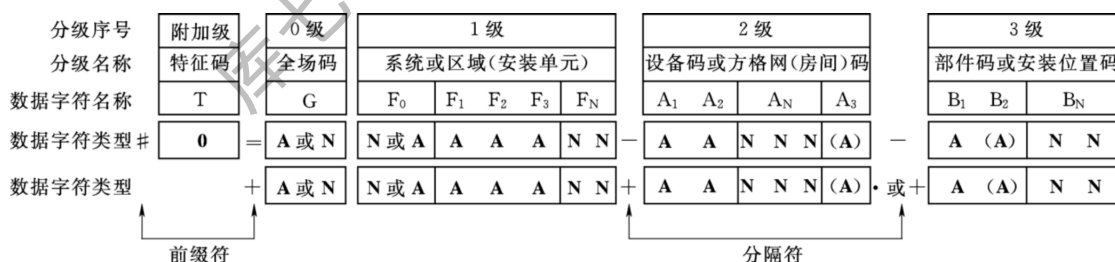 分级序号 附加级 0级 1级 2级 3级
分级名称 特征码 全场码 系统或区域(安装单元) 设备码或方格网(房间)码 部件码或安装位置码
数据字符名称 T G F₀ F₁ F₂ F₃ F_N A₁ A₂ A_N A₃ B₁ B₂ B_N
数据字符类型 # 0 = A或N N或A A A A N N − A A N N N (A) − A (A) N N
数据字符类型 + A或N N或A A A A N N + A A N N N (A) ·或+ A (A) N N
前缀符 分隔符
库七